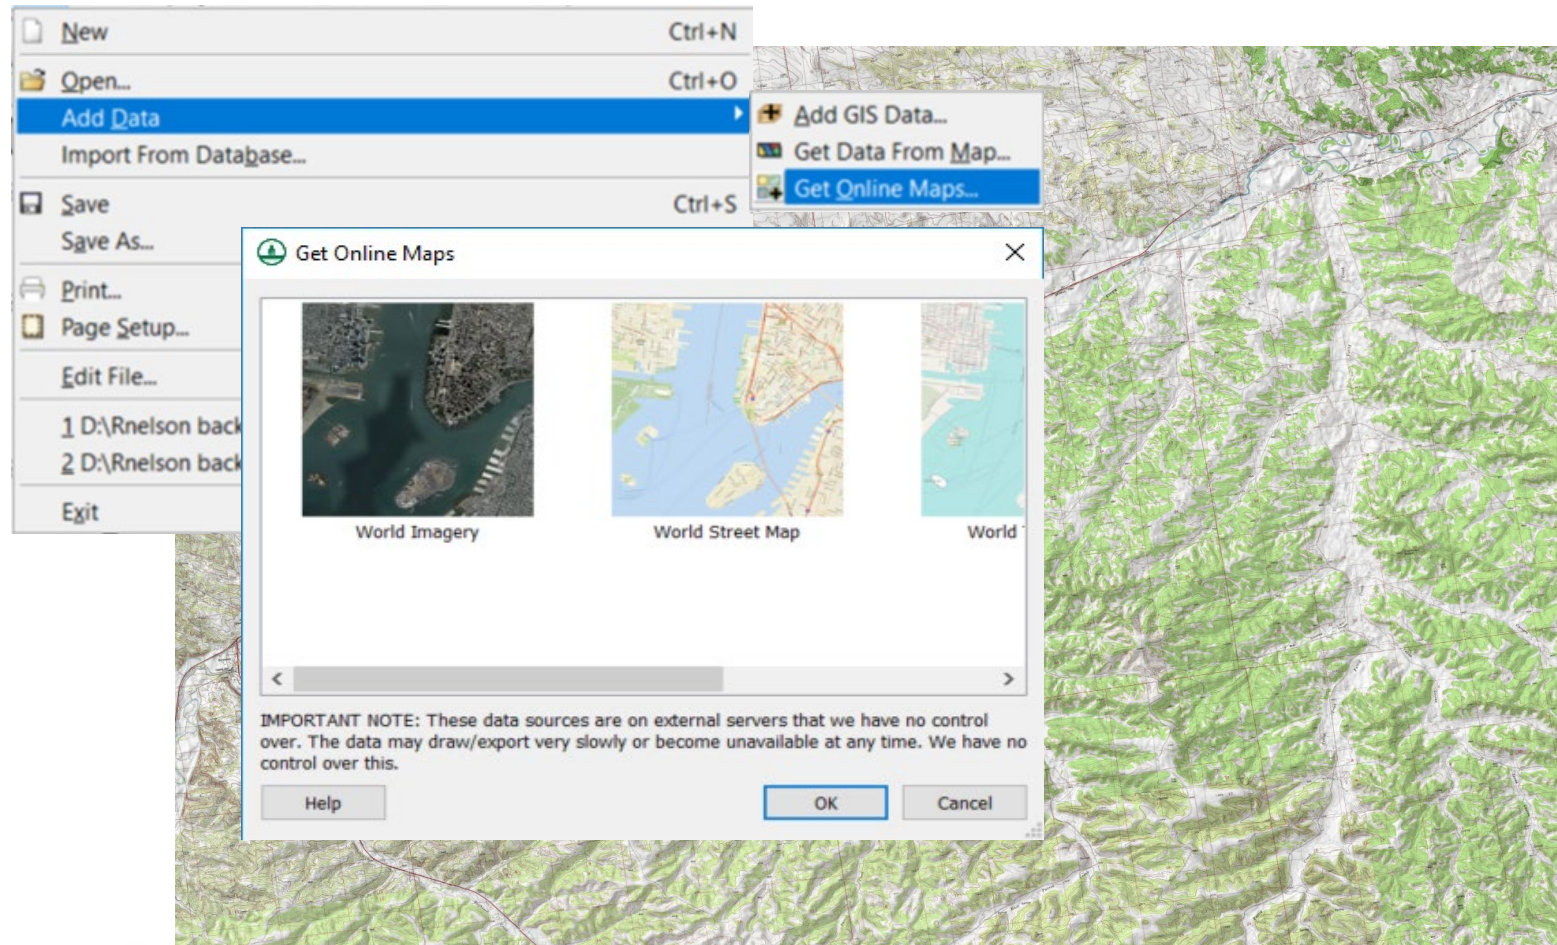 New Ctrl+N
Open... Ctrl+O
Add Data
Import From Database...
Save Ctrl+S
Save As...
Print...
Page Setup...
Edit File...
1 D:\Rnelson back
2 D:\Rnelson back
Exit
Add GIS Data...
Get Data From Map...
Get Online Maps...
Get Online Maps
World Imagery
World Street Map
World
IMPORTANT NOTE: These data sources are on external servers that we have no control
over. The data may draw/export very slowly or become unavailable at any time. We have no
control over this.
Help
OK
Cancel